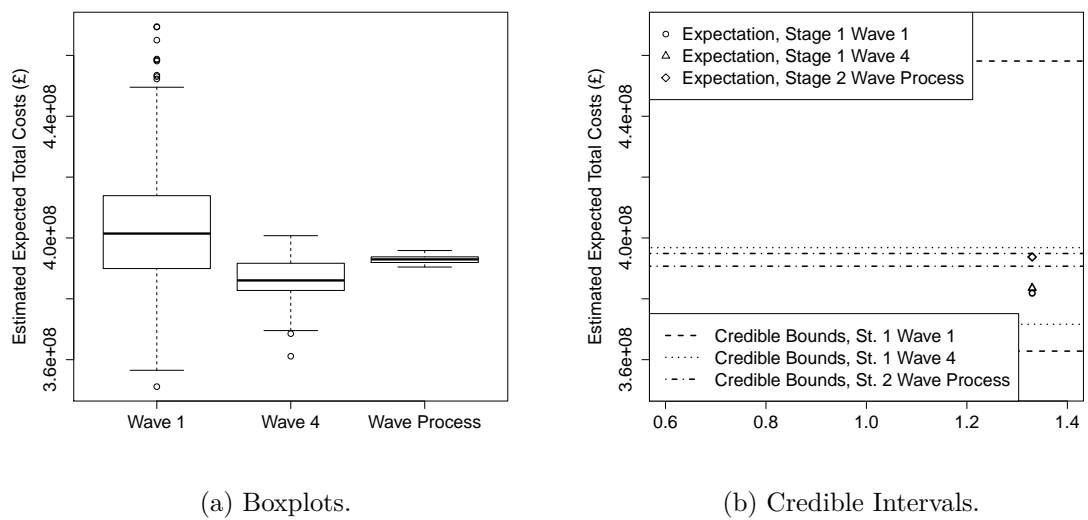 Estimated Expected Total Costs (£)
4.4e+08
4.0e+08
3.6e+08
Wave 1
Wave 4
Wave Process
(a) Boxplots.
Estimated Expected Total Costs (£)
4.4e+08
4.0e+08
3.6e+08
Expectation, Stage 1 Wave 1
Expectation, Stage 1 Wave 4
Expectation, Stage 2 Wave Process
Credible Bounds, St. 1 Wave 1
Credible Bounds, St. 1 Wave 4
Credible Bounds, St. 2 Wave Process
0.6 0.8 1.0 1.2 1.4
(b) Credible Intervals.